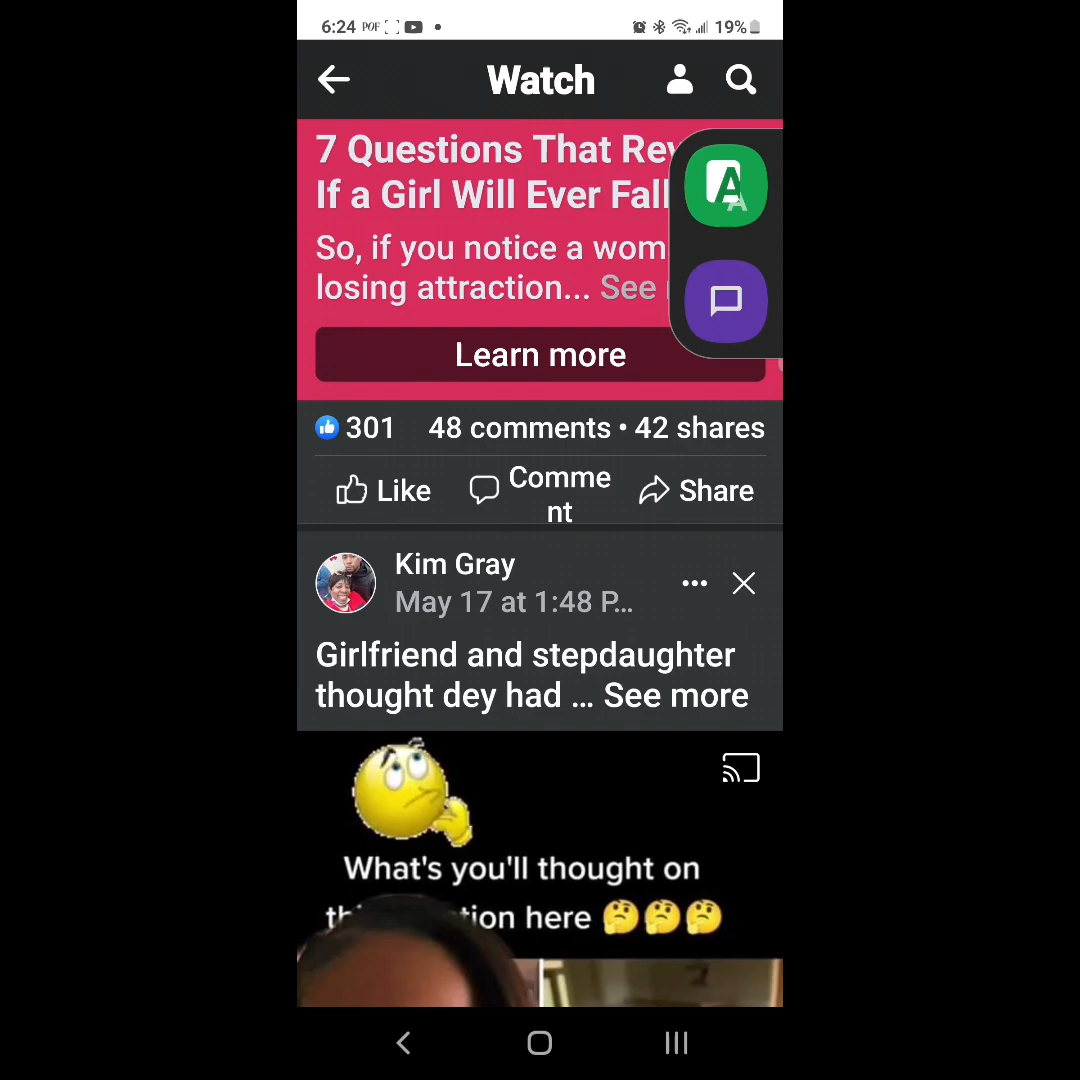 6:24 POF 19%
Watch
7 Questions That Rev
If a Girl Will Ever Fall
So, if you notice a wom
losing attraction... See
Learn more
301 48 comments • 42 shares
Like Comme
nt Share
Kim Gray
May 17 at 1:48 P...
Girlfriend and stepdaughter
thought dey had ... See more
What's you'll thought on
here 🤔🤔🤔